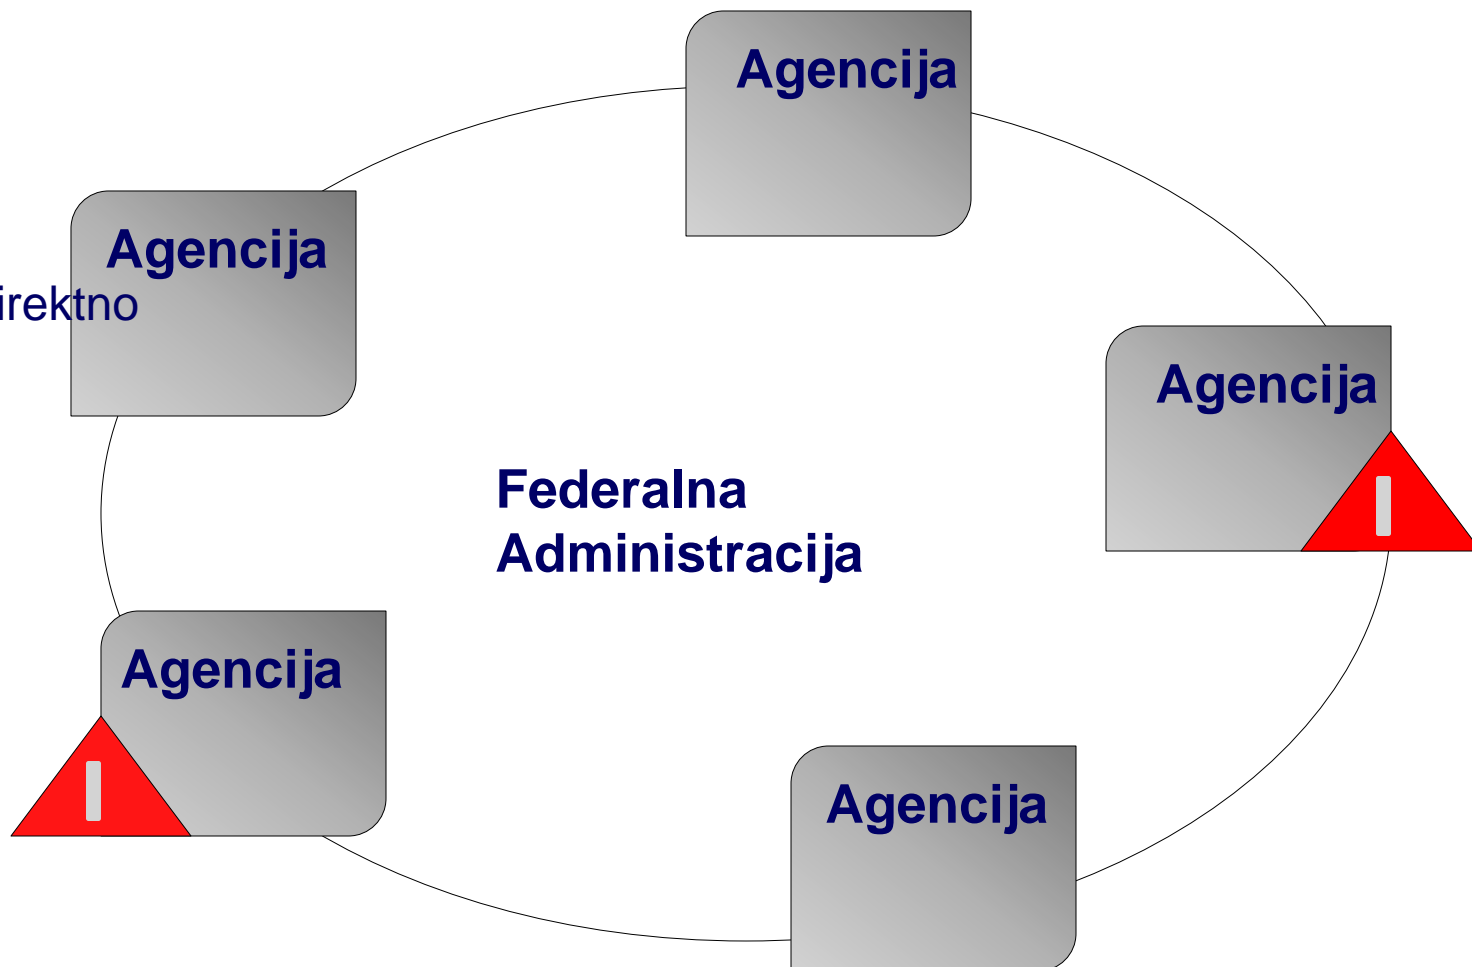 Agencija
Agencija
irektno
Agencija
Federalna
Administracija
Agencija
Agencija